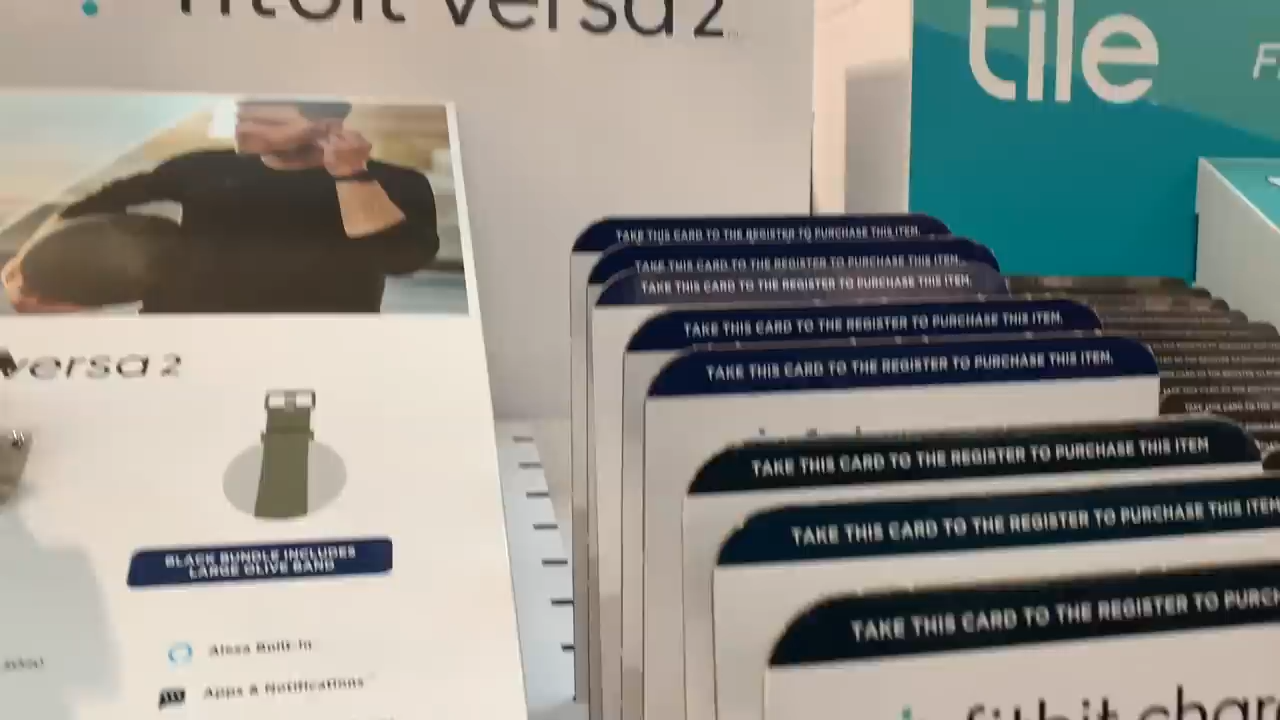 fitbit versa 2
tile
TAKE THIS CARD TO THE REGISTER TO PURCHASE THIS ITEM.
TAKE THIS CARD TO THE REGISTER TO PURCHASE THIS ITEM.
TAKE THIS CARD TO THE REGISTER TO PURCHASE THIS ITEM.
TAKE THIS CARD TO THE REGISTER TO PURCHASE THIS ITEM.
TAKE THIS CARD TO THE REGISTER TO PURCHASE THIS ITEM.
versa 2
TAKE THIS CARD TO THE REGISTER TO PURCHASE THIS ITEM
TAKE THIS CARD TO THE REGISTER TO PURCHASE THIS ITEM
BLACK BUNDLE INCLUDES
LARGE OLIVE BAND
TAKE THIS CARD TO THE REGISTER TO PURCH
Alexa Built-in
Apps & Notifications
fitbit char